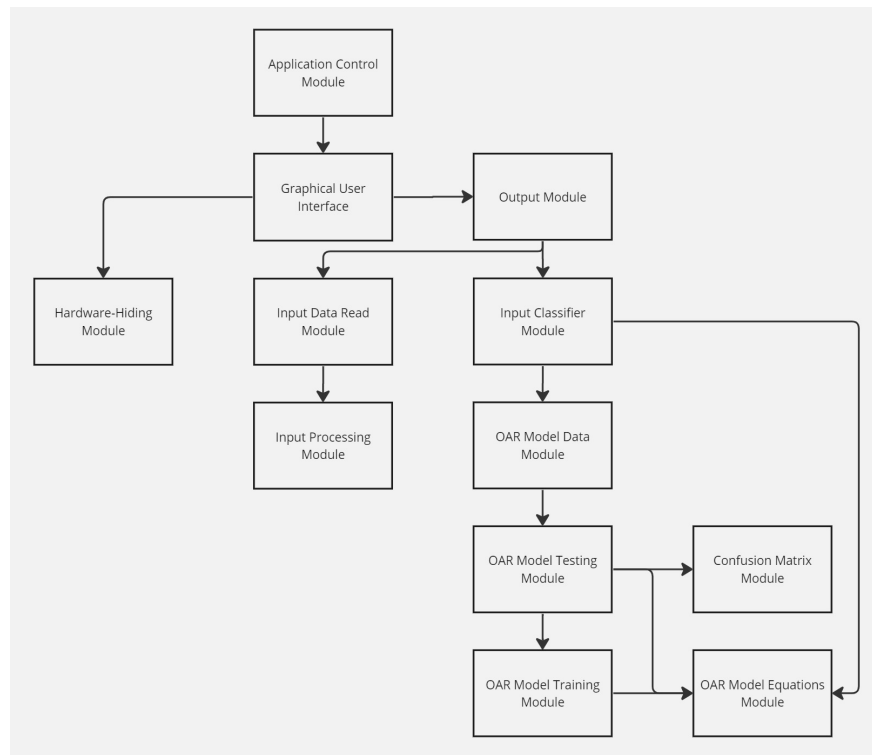 Application Control
Module
Graphical User
Interface
Output Module
Hardware-Hiding
Module
Input Data Read
Module
Input Classifier
Module
Input Processing
Module
OAR Model Data
Module
OAR Model Testing
Module
Confusion Matrix
Module
OAR Model Training
Module
OAR Model Equations
Module